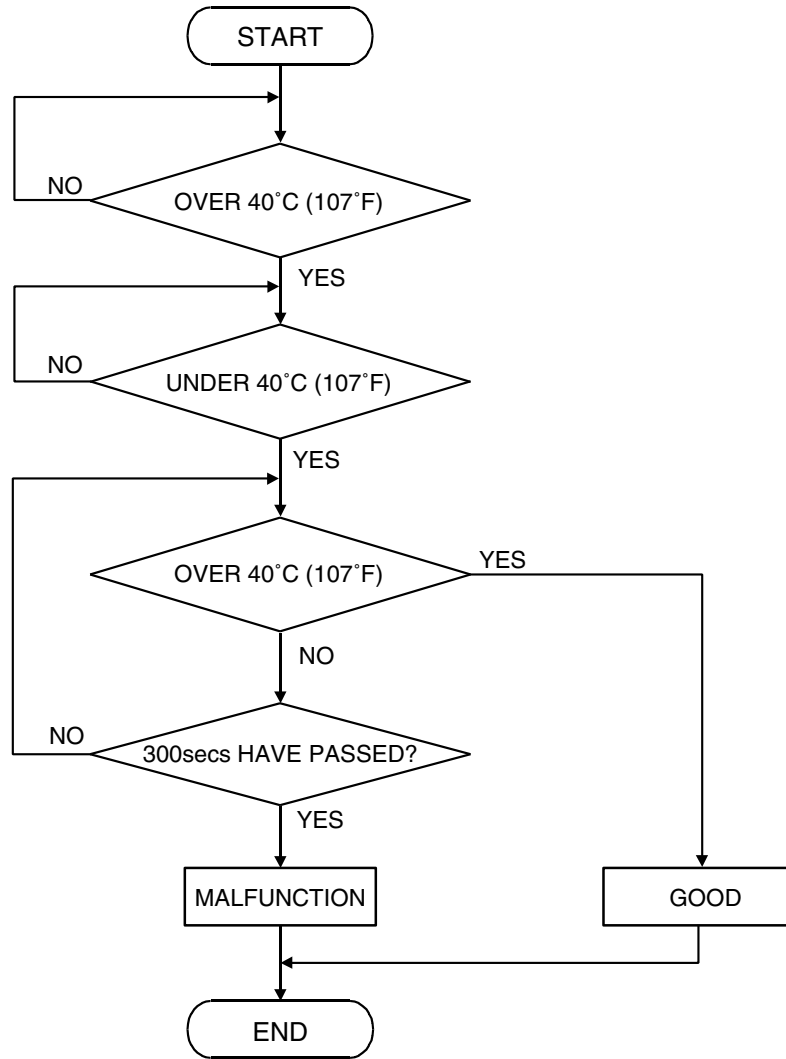 START
NO
OVER 40˚C (107˚F)
YES
NO
UNDER 40˚C (107˚F)
YES
OVER 40˚C (107˚F)
YES
NO
NO
300secs HAVE PASSED?
YES
MALFUNCTION
GOOD
END